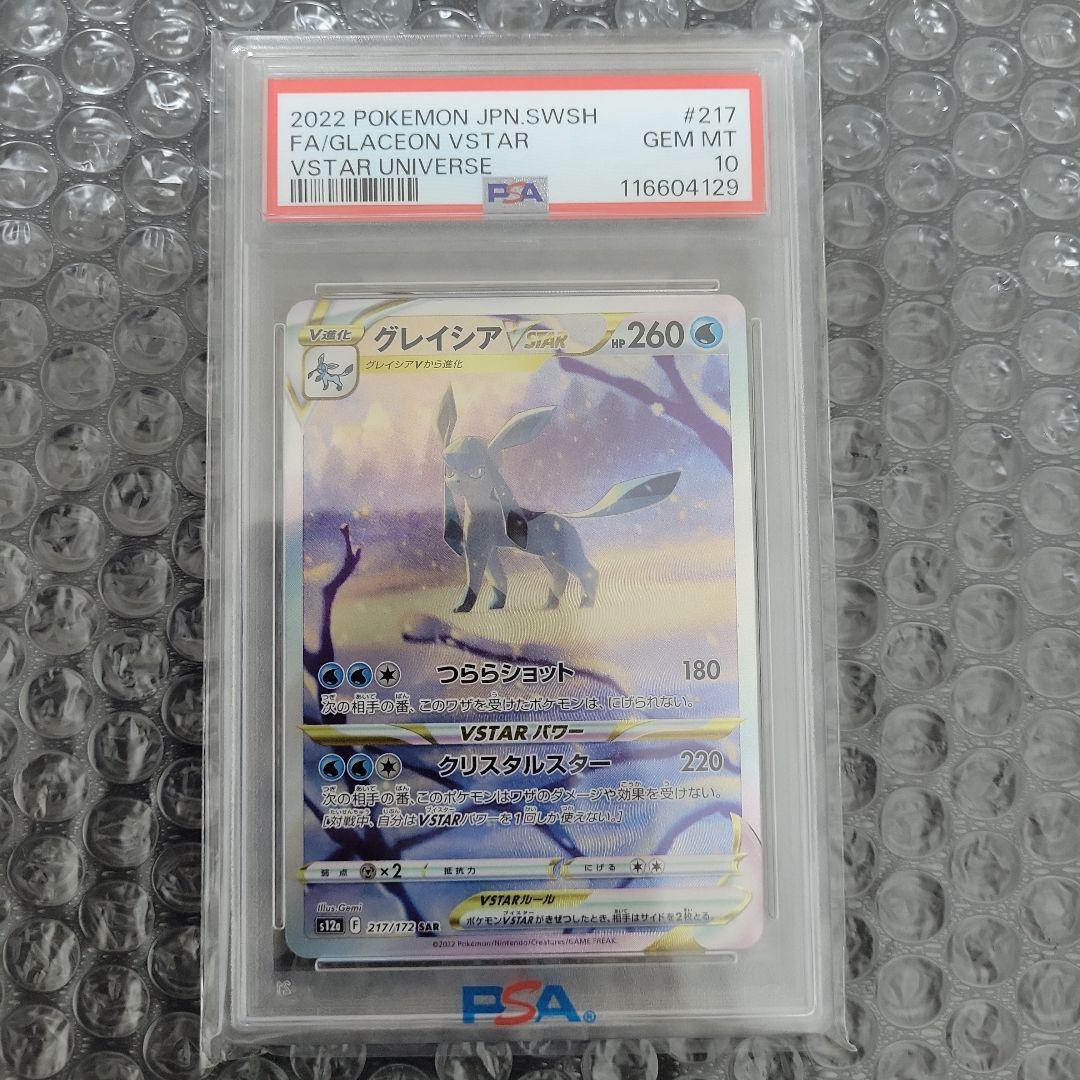 2022 POKEMON JPN.SWSH #217
FA/GLACEON VSTAR GEM MT
VSTAR UNIVERSE 10
PSA 116604129
V進化 グレイシア VSTAR HP 260
グレイシアVから進化
つららショット 180
次の相手の番、このワザを受けたポケモンは、にげられない。
VSTARパワー
クリスタルスター 220
次の相手の番、このポケモンはワザのダメージや効果を受けない。
[対戦中、自分はVSTARパワーを1回しか使えない。]
弱点 ×2 抵抗力 にげる
Illus.Gemi
VSTARルール
ポケモンVSTARがきぜつしたとき、相手はサイドを2枚とる。
s12a F 217/172 SAR
©2022 Pokémon/Nintendo/Creatures/GAME FREAK.
PSA®